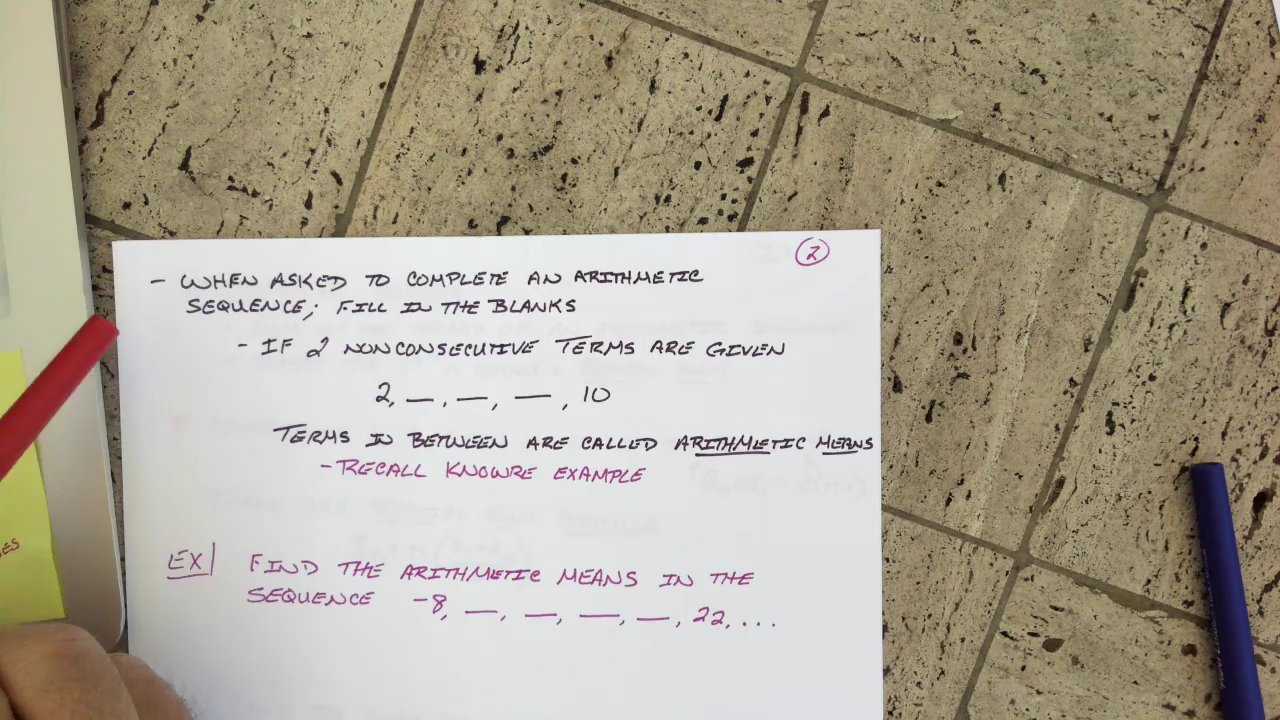 ②
- WHEN ASKED TO COMPLETE AN ARITHMETIC
SEQUENCE; FILL IN THE BLANKS
- IF 2 NONCONSECUTIVE TERMS ARE GIVEN
2, __, __, __, 10
TERMS IN BETWEEN ARE CALLED ARITHMETIC MEANS
- RECALL KNOWRE EXAMPLE
EX| FIND THE ARITHMETIC MEANS IN THE
SEQUENCE -8, __, __, __, __, 22, ...